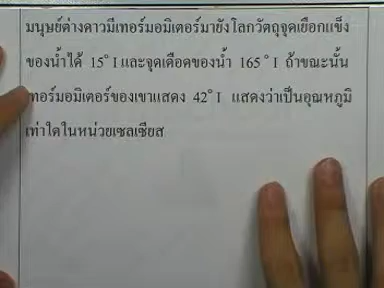 มนุษย์ต่างดาวมีเทอร์มอมิเตอร์มายังโลกวัตถุจุดเยือกแข็ง
ของน้ำได้ 15° I และจุดเดือดของน้ำ 165 ° I ถ้าขณะนั้น
เทอร์มอมิเตอร์ของเขาแสดง 42° I แสดงว่าเป็นอุณหภูมิ
เท่าใดในหน่วยเซลเซียส